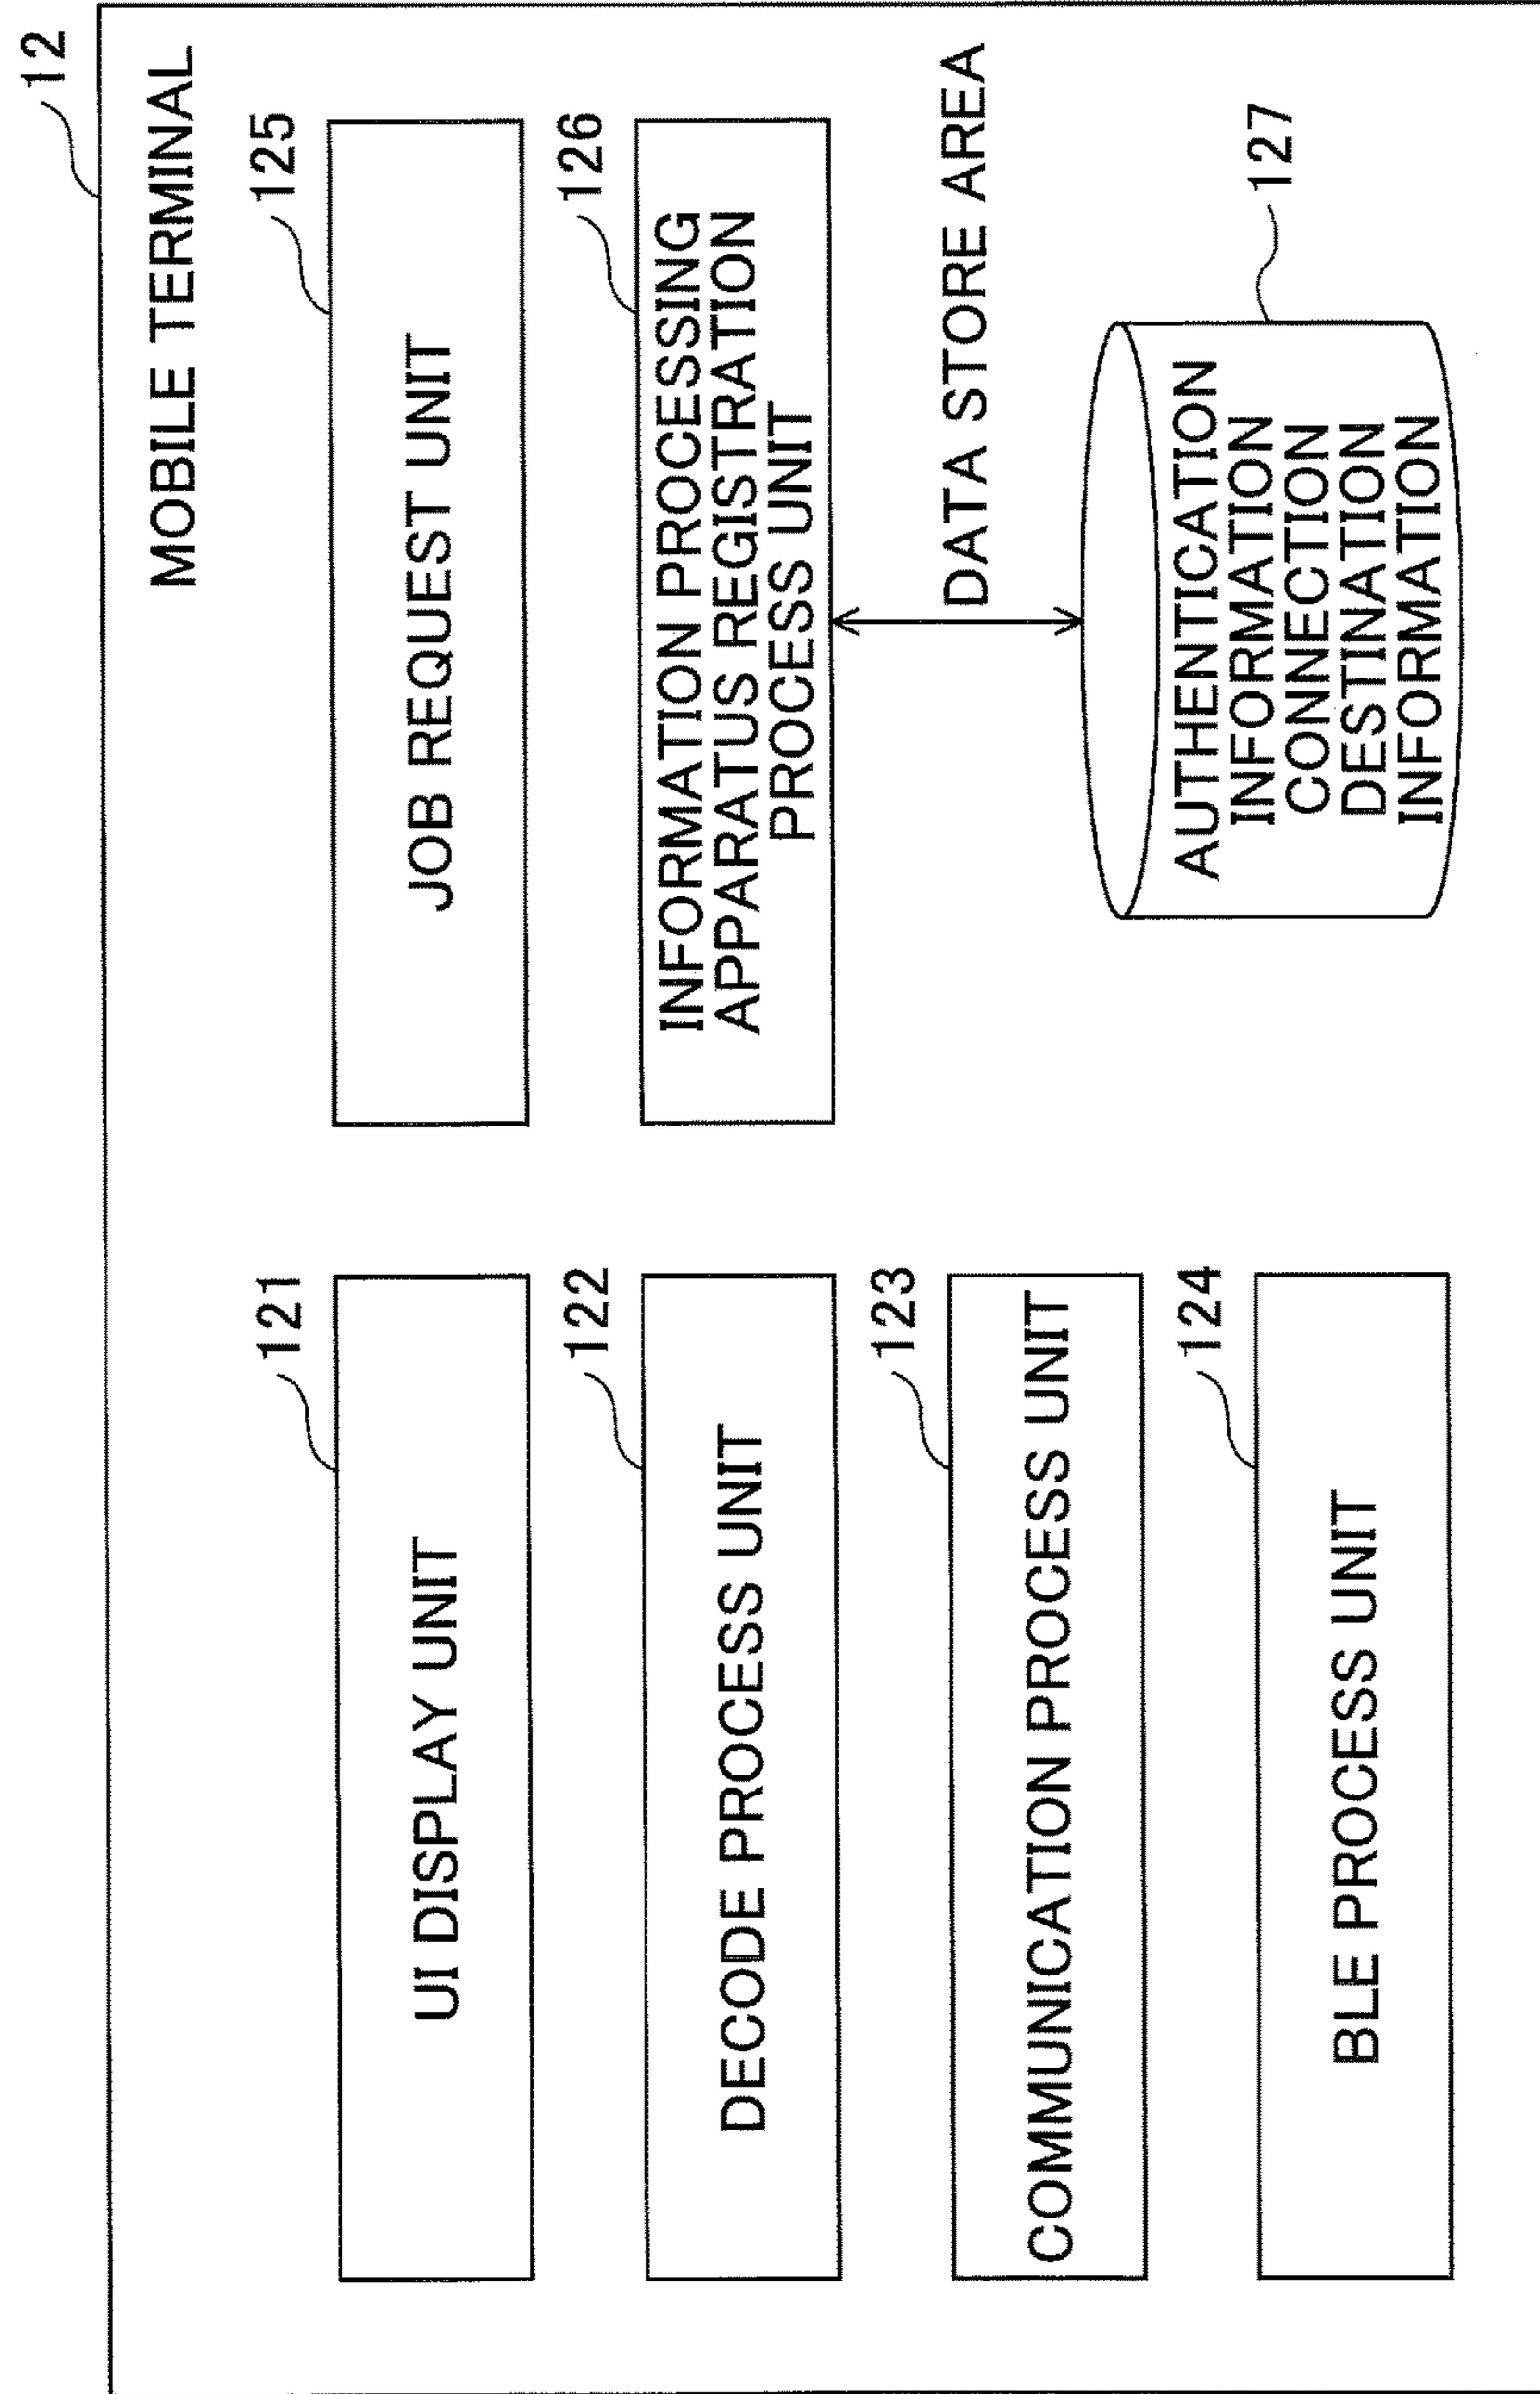 12
MOBILE TERMINAL
121
UI DISPLAY UNIT
122
DECODE PROCESS UNIT
123
COMMUNICATION PROCESS UNIT
124
BLE PROCESS UNIT
125
JOB REQUEST UNIT
126
INFORMATION PROCESSING
APPARATUS REGISTRATION
PROCESS UNIT
DATA STORE AREA
127
AUTHENTICATION
INFORMATION
CONNECTION
DESTINATION
INFORMATION